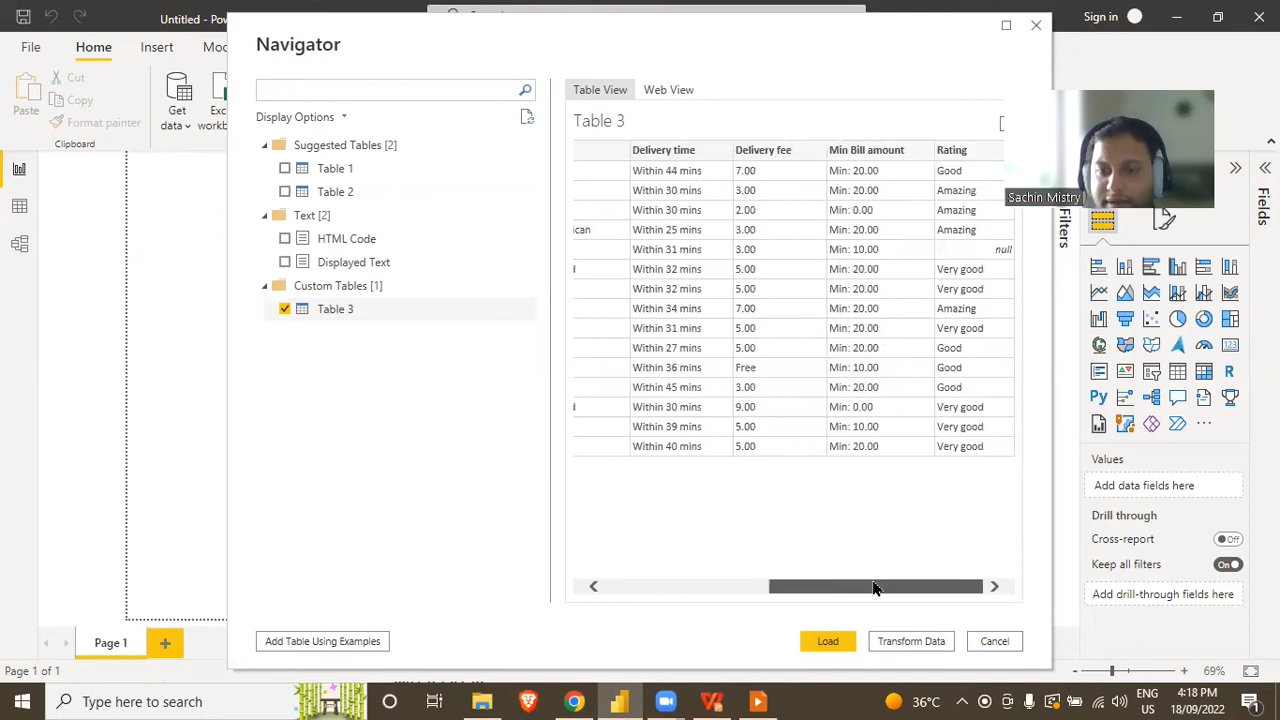 Untitled - Pow
Sign in
File
Home
Insert
Mod
Navigator
Paste
Cut
Copy
Format painter
Clipboard
Get
data
Exc
workb
Display Options
Suggested Tables [2]
Table 1
Table 2
Text [2]
HTML Code
Displayed Text
Custom Tables [1]
Table 3
Table View
Web View
Table 3
Delivery time Delivery fee Min Bill amount Rating
Within 44 mins 7.00 Min: 20.00 Good
Within 30 mins 3.00 Min: 20.00 Amazing
Within 30 mins 2.00 Min: 0.00 Amazing
ican Within 25 mins 3.00 Min: 20.00 Amazing
Within 31 mins 3.00 Min: 10.00 null
Within 32 mins 5.00 Min: 20.00 Very good
Within 32 mins 5.00 Min: 20.00 Very good
Within 34 mins 7.00 Min: 20.00 Amazing
Within 31 mins 5.00 Min: 20.00 Very good
Within 27 mins 5.00 Min: 20.00 Good
Within 36 mins Free Min: 10.00 Good
Within 45 mins 3.00 Min: 20.00 Good
Within 30 mins 9.00 Min: 0.00 Very good
Within 39 mins 5.00 Min: 10.00 Very good
Within 40 mins 5.00 Min: 20.00 Very good
Sachin Mistry
Filters
Fields
123
R
Py
Values
Add data fields here
Drill through
Cross-report Off
Keep all filters On
Add drill-through fields here
Add Table Using Examples
Load
Transform Data
Cancel
Page 1
Page 1 of 1
69%
Type here to search
36°C
ENG
IN
4:18 PM
18/09/2022
1